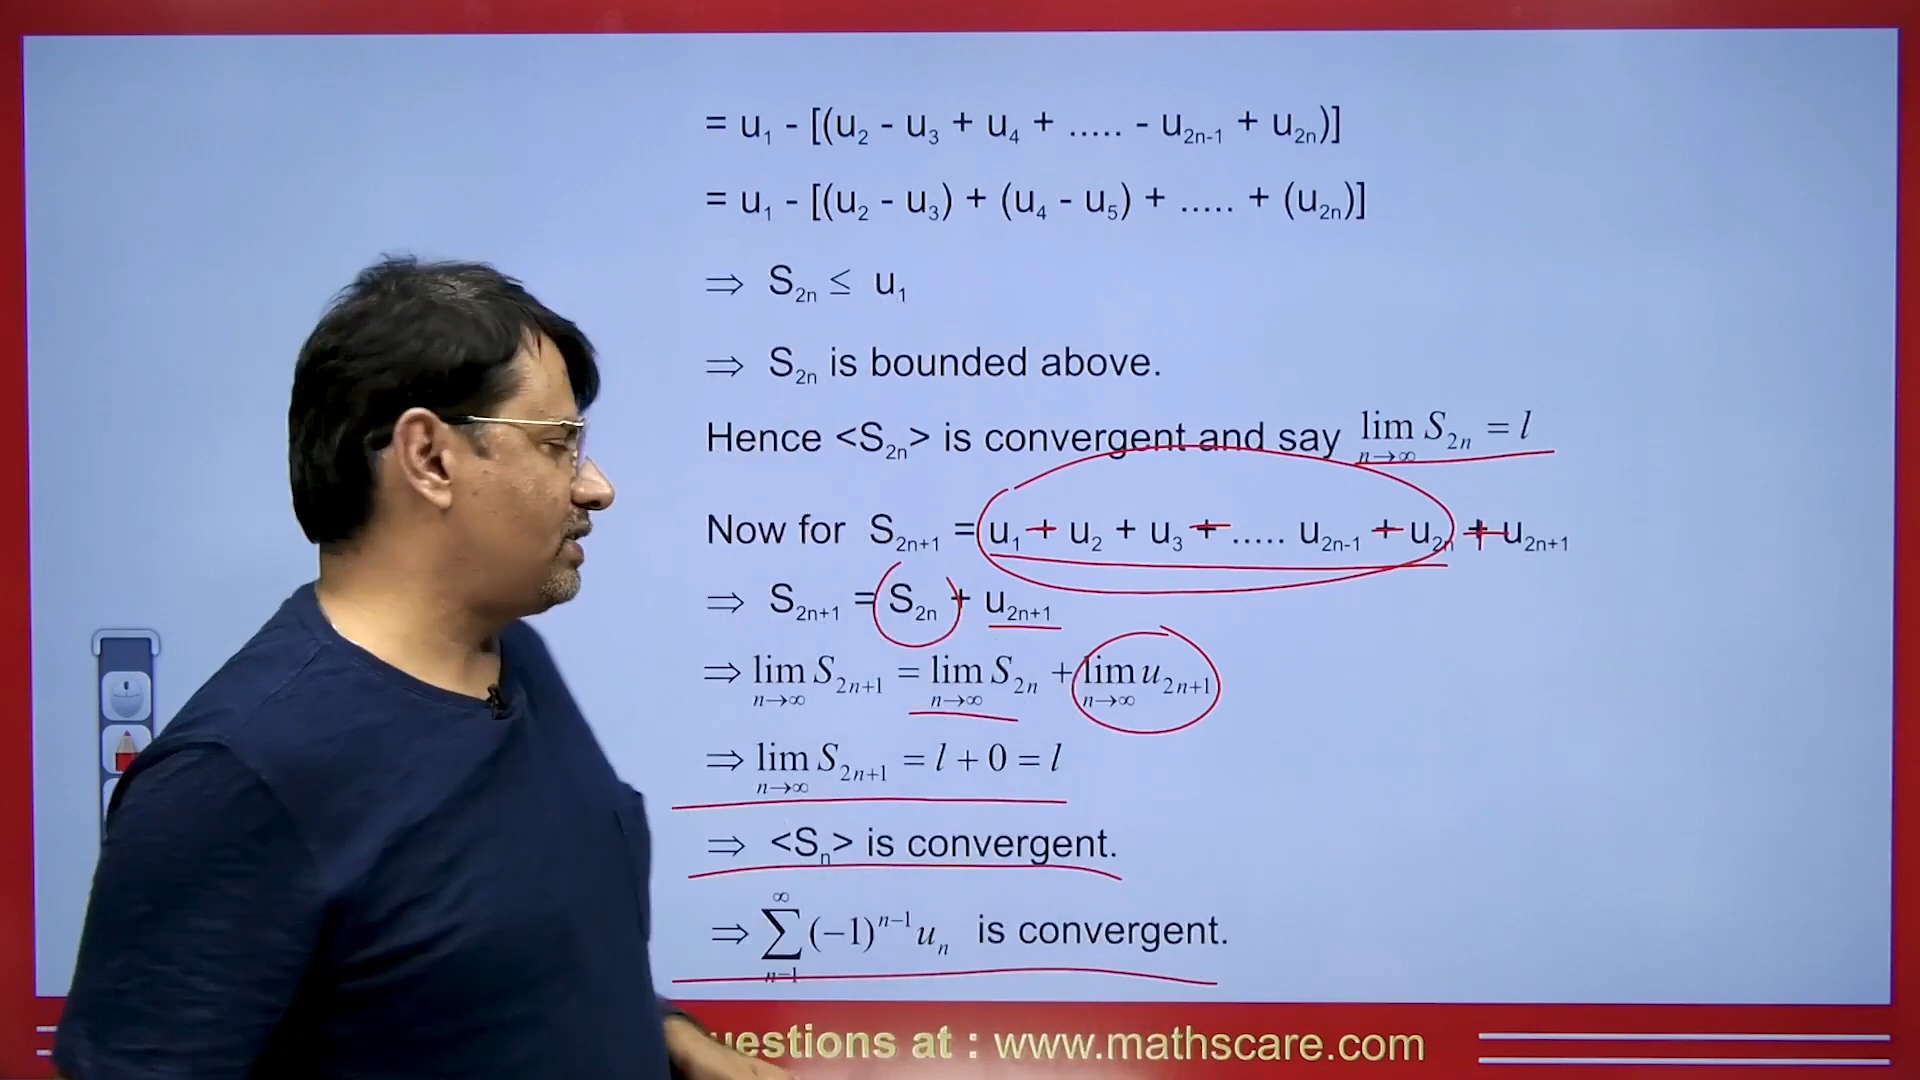 = u₁ - [(u₂ - u₃ + u₄ + ..... - u₂ₙ₋₁ + u₂ₙ)]
= u₁ - [(u₂ - u₃) + (u₄ - u₅) + ..... + (u₂ₙ)]
⇒ S₂ₙ ≤ u₁
⇒ S₂ₙ is bounded above.
Hence <S₂ₙ> is convergent and say lim n→∞ S₂ₙ = l
Now for S₂ₙ₊₁ = u₁ + u₂ + u₃ + ..... u₂ₙ₋₁ + u₂ₙ + u₂ₙ₊₁
⇒ S₂ₙ₊₁ = S₂ₙ + u₂ₙ₊₁
⇒ lim n→∞ S₂ₙ₊₁ = lim n→∞ S₂ₙ + lim n→∞ u₂ₙ₊₁
⇒ lim n→∞ S₂ₙ₊₁ = l + 0 = l
⇒ <Sₙ> is convergent.
⇒ ∞ ∑ n=1 (−1)ⁿ⁻¹ uₙ is convergent.
at : www.mathscare.com